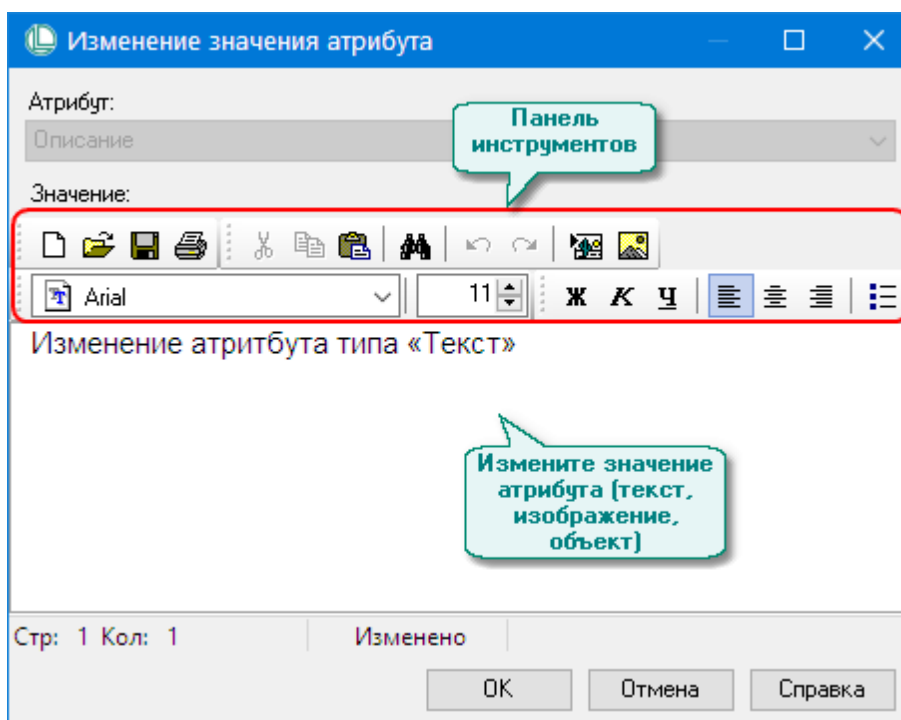 Изменение значения атрибута
Атрибут:
Описание
Панель
инструментов
Значение:
Arial
11
Ж К Ч
Изменение атритбута типа «Текст»
Измените значение
атрибута (текст,
изображение,
объект)
Стр: 1 Кол: 1
Изменено
OK
Отмена
Справка